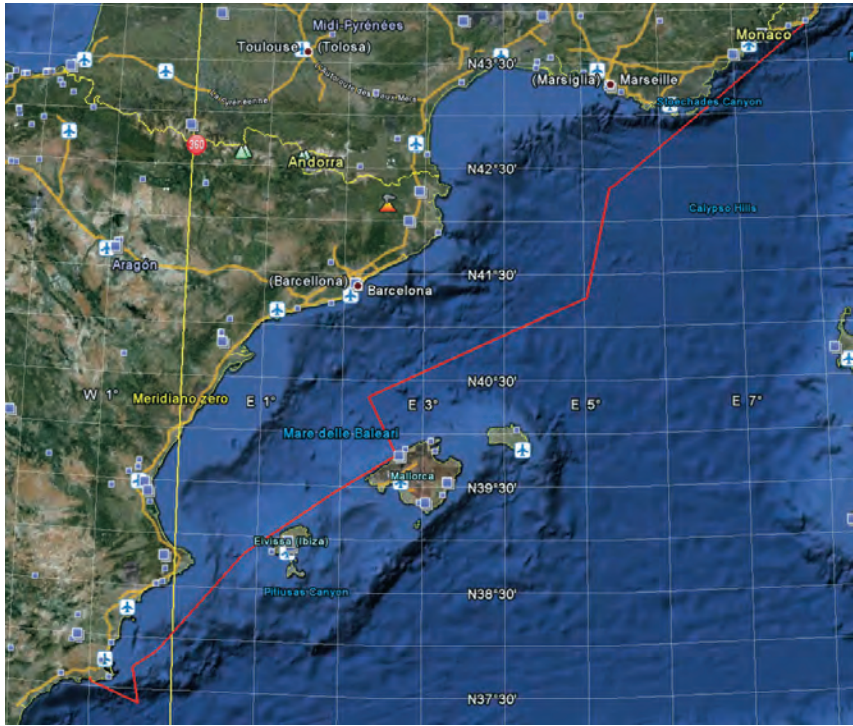 Midi-Pyrénées
Toulouse (Tolosa)
Monaco
N43°30'
(Marsiglia) Marseille
Stoechades Canyon
360
Andorra
N42°30'
Calypso Hills
Aragón
N41°30'
(Barcellona) Barcelona
N40°30'
W 1°
Meridiano zero
E 1°
E 3°
E 5°
E 7°
Mare delle Baleari
Mallorca
N39°30'
Eivissa (Ibiza)
Pitiusas Canyon
N38°30'
N37°30'